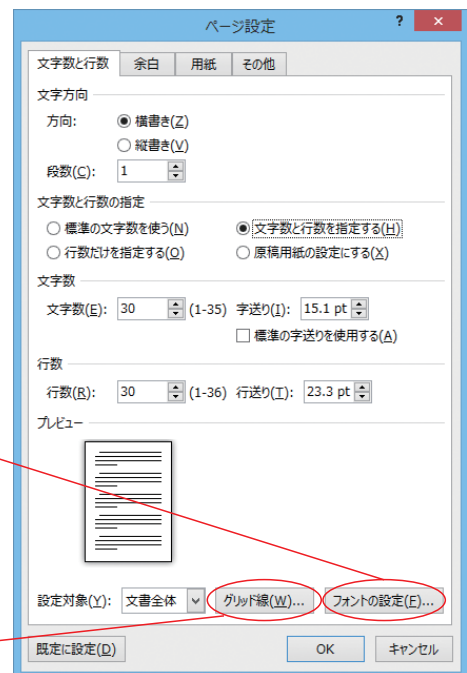 ページ設定 ? ×
文字数と行数 余白 用紙 その他
文字方向
方向: 横書き(Z)
縦書き(V)
段数(C): 1
文字数と行数の指定
標準の文字数を使う(N) 文字数と行数を指定する(H)
行数だけを指定する(O) 原稿用紙の設定にする(X)
文字数
文字数(E): 30 (1-35) 字送り(I): 15.1 pt
標準の字送りを使用する(A)
行数
行数(R): 30 (1-36) 行送り(T): 23.3 pt
プレビュー
設定対象(Y): 文書全体 グリッド線(W)... フォントの設定(F)...
既定に設定(D) OK キャンセル